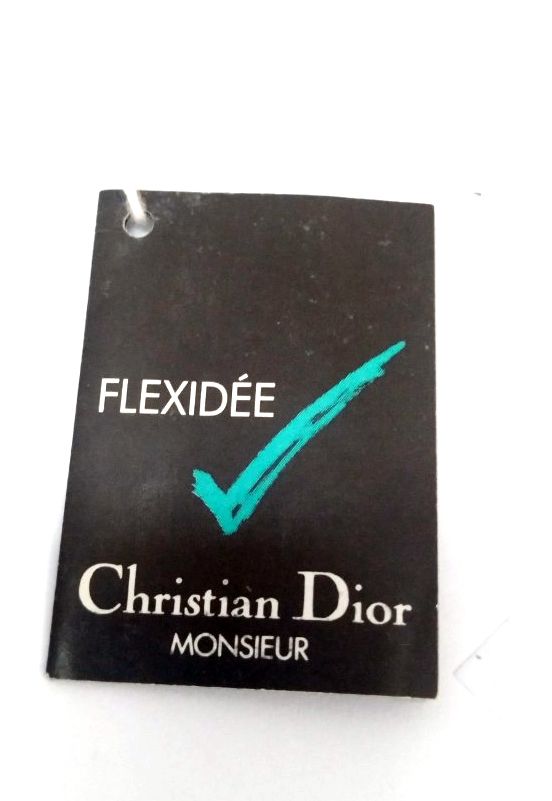 FLEXIDÉE
Christian Dior
MONSIEUR